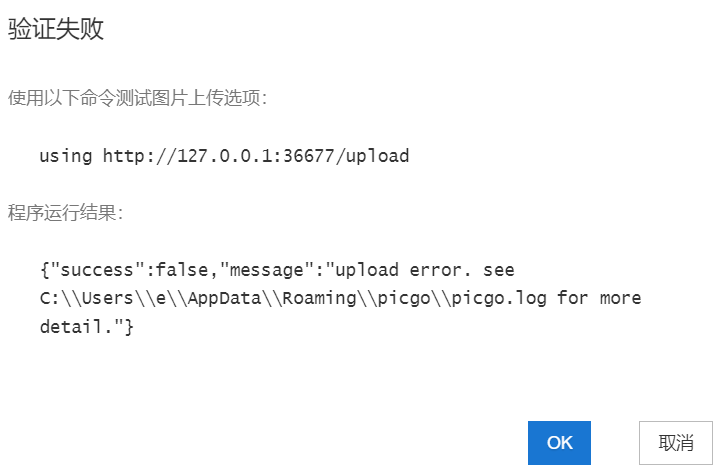 验证失败
使用以下命令测试图片上传选项：
using http://127.0.0.1:36677/upload
程序运行结果：
{"success":false,"message":"upload error. see
C:\\Users\\e\\AppData\\Roaming\\picgo\\picgo.log for more
detail."}
OK 取消